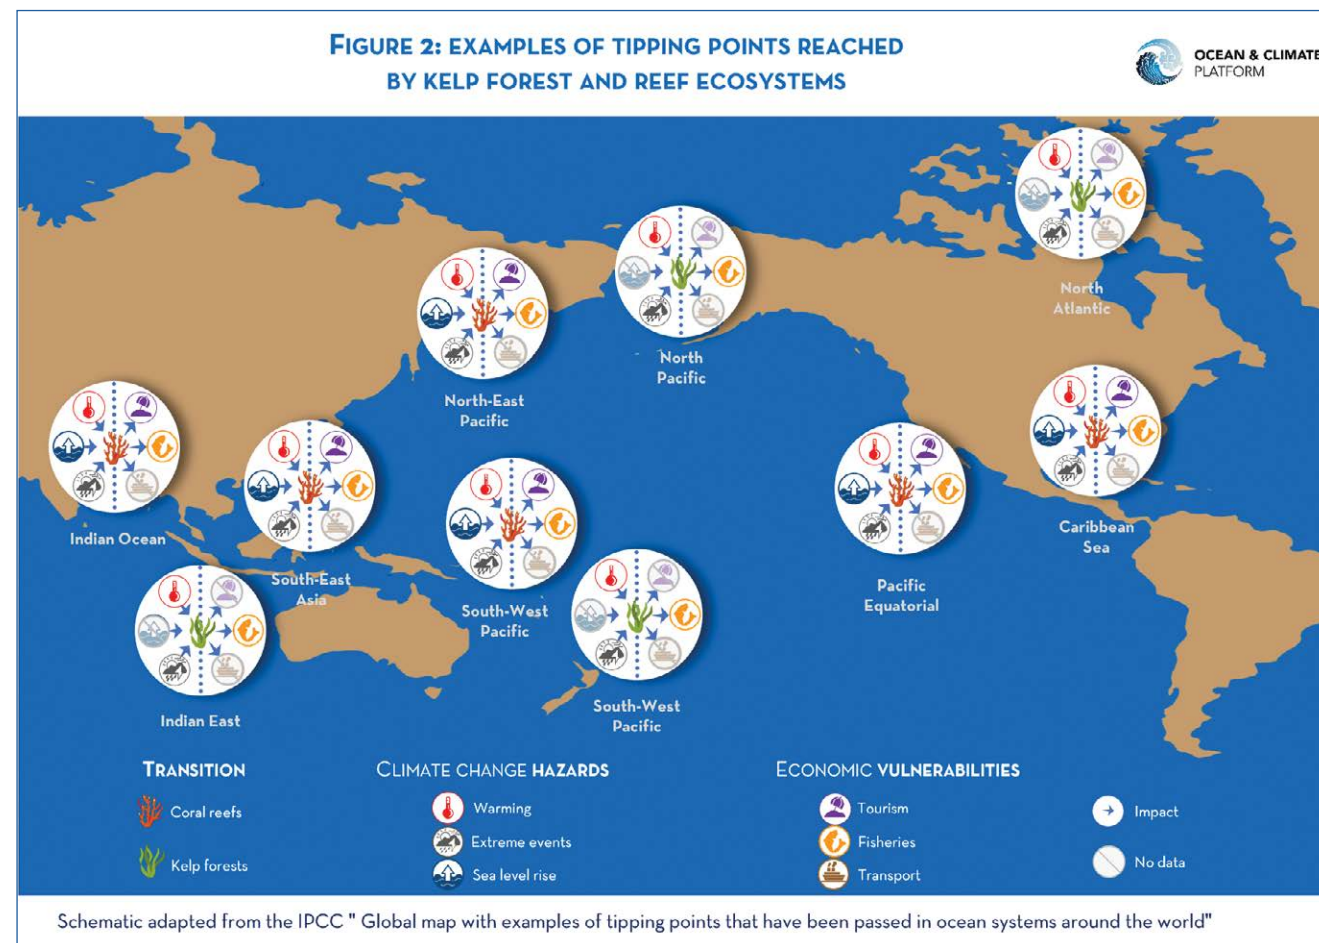 FIGURE 2: EXAMPLES OF TIPPING POINTS REACHED
BY KELP FOREST AND REEF ECOSYSTEMS
OCEAN & CLIMATE
PLATFORM
North
Atlantic
North
Pacific
North-East
Pacific
Indian Ocean
South-East
Asia
South-West
Pacific
Caribbean
Sea
Pacific
Equatorial
Indian East
South-West
Pacific
TRANSITION
Coral reefs
Kelp forests
CLIMATE CHANGE HAZARDS
Warming
Extreme events
Sea level rise
ECONOMIC VULNERABILITIES
Tourism
Fisheries
Transport
Impact
No data
Schematic adapted from the IPCC " Global map with examples of tipping points that have been passed in ocean systems around the world"